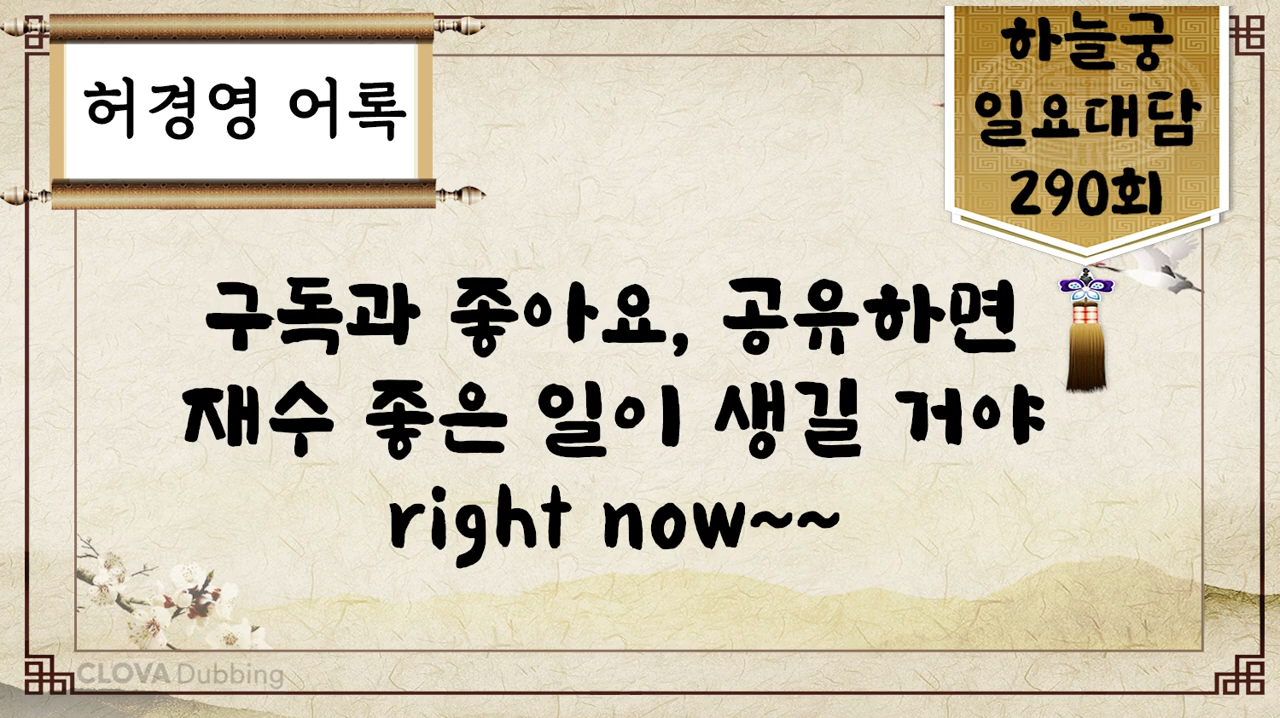 허경영 어록
하늘궁
일요대담
290회
구독과 좋아요, 공유하면
재수 좋은 일이 생길 거야
right now~~
CLOVA Dubbing